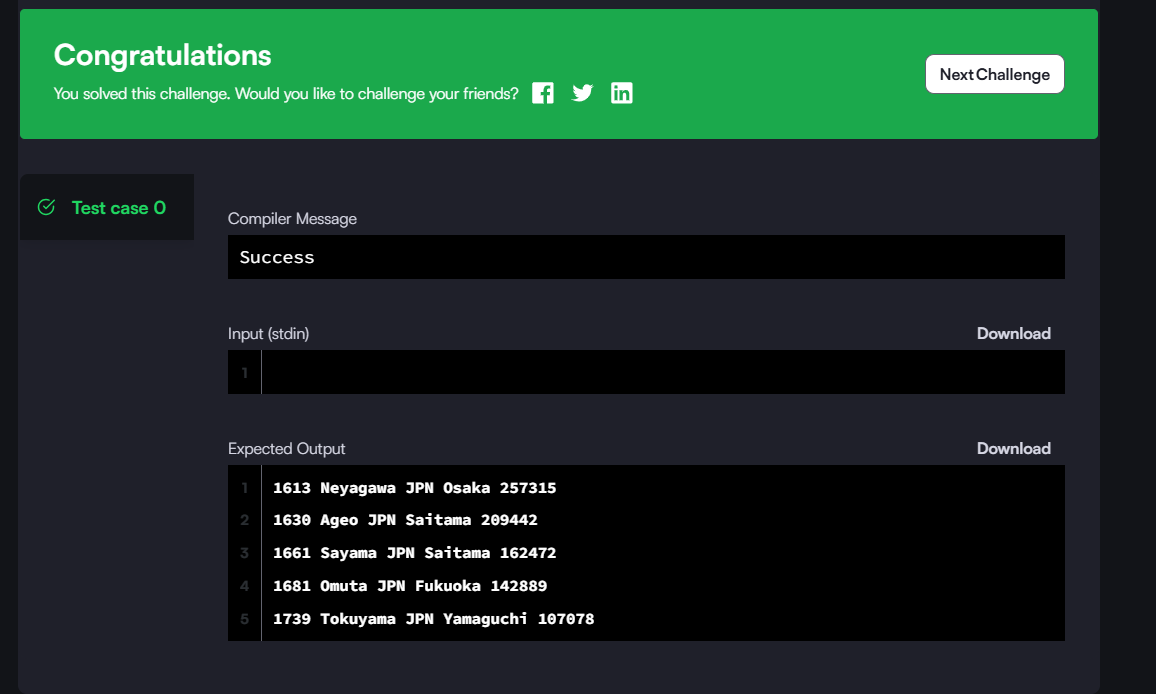 Congratulations
You solved this challenge. Would you like to challenge your friends?
Next Challenge
Test case 0
Compiler Message
Success
Input (stdin)
Download
1
Expected Output
Download
1 1613 Neyagawa JPN Osaka 257315
2 1630 Ageo JPN Saitama 209442
3 1661 Sayama JPN Saitama 162472
4 1681 Omuta JPN Fukuoka 142889
5 1739 Tokuyama JPN Yamaguchi 107078